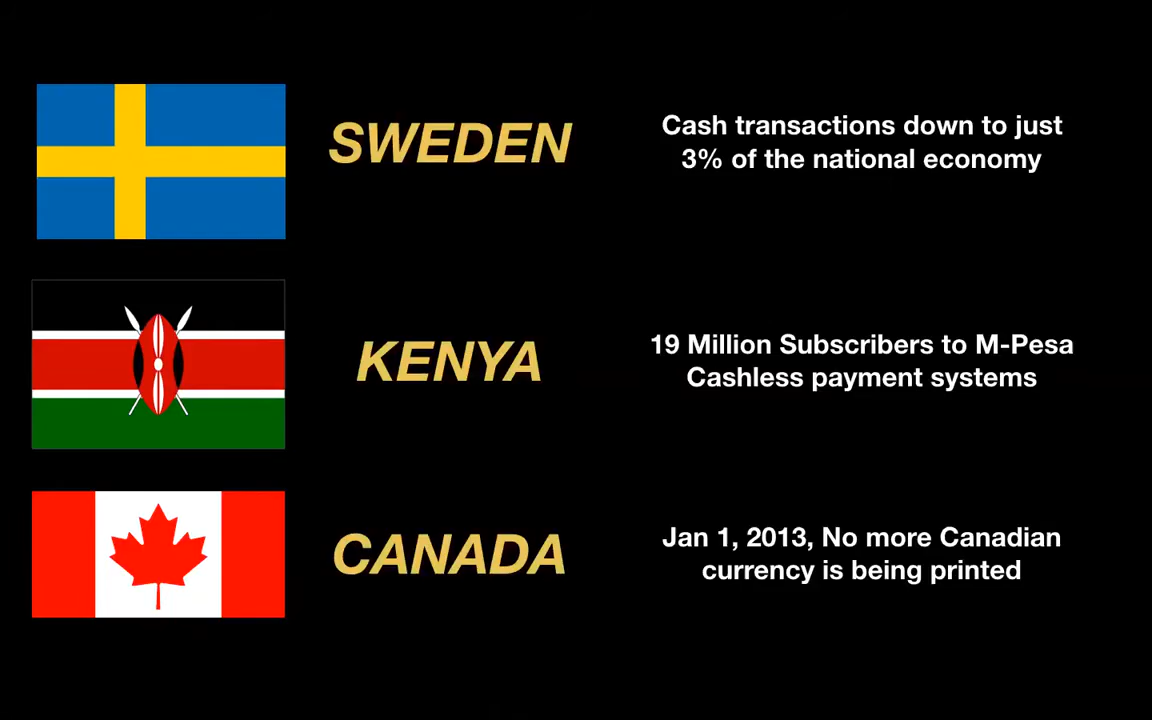 SWEDEN
Cash transactions down to just
3% of the national economy
KENYA
19 Million Subscribers to M-Pesa
Cashless payment systems
CANADA
Jan 1, 2013, No more Canadian
currency is being printed